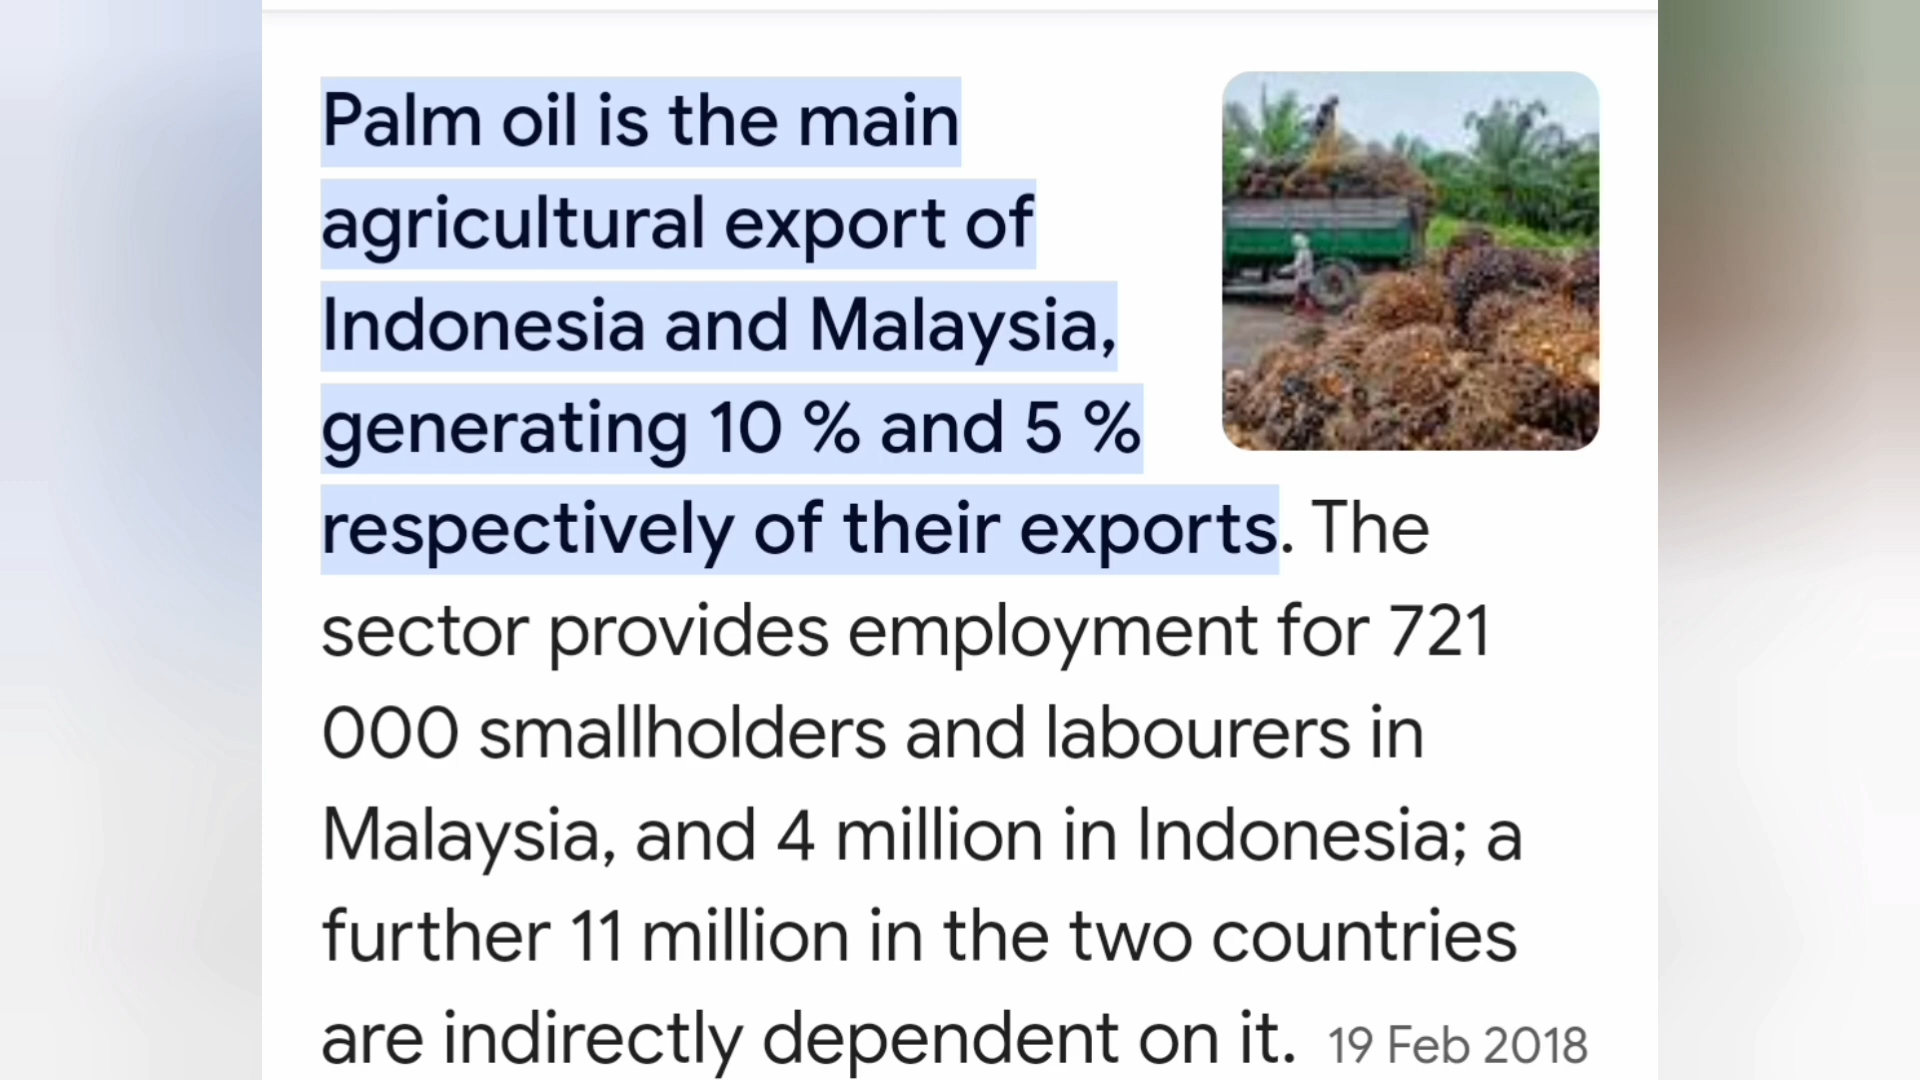 Palm oil is the main
agricultural export of
Indonesia and Malaysia,
generating 10 % and 5 %
respectively of their exports. The
sector provides employment for 721
000 smallholders and labourers in
Malaysia, and 4 million in Indonesia; a
further 11 million in the two countries
are indirectly dependent on it. 19 Feb 2018